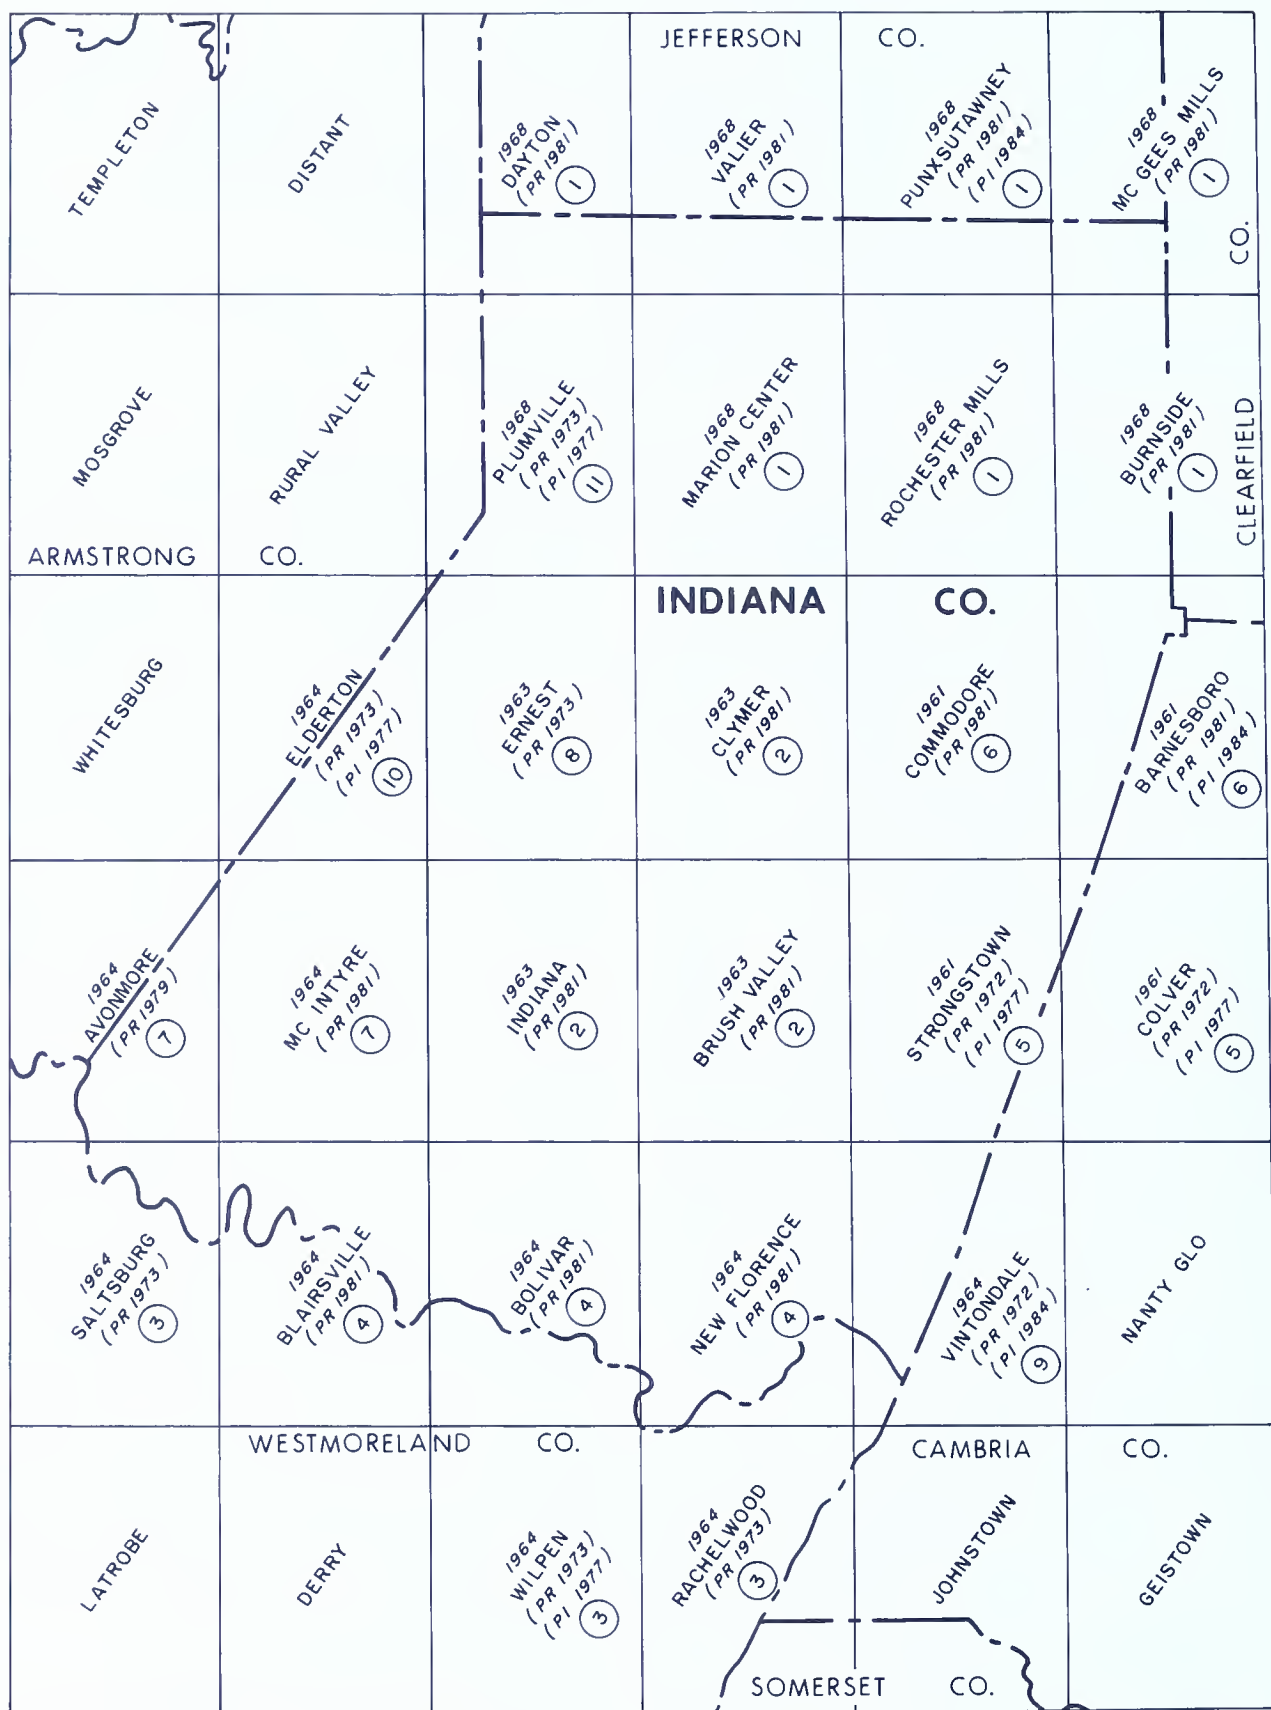 JEFFERSON CO.
TEMPLETON
DISTANT
1968
DAYTON
(PR 1981)
1
1968
VALIER
(PR 1981)
1
1968
PUNXSUTAWNEY
(PR 1981)
(PI 1984)
1
1968
MC GEES MILLS
(PR 1981)
1
CLEARFIELD CO.
MOSGROVE
RURAL VALLEY
1968
PLUMVILLE
(PR 1973)
(PI 1977)
11
1968
MARION CENTER
(PR 1981)
1
1968
ROCHESTER MILLS
(PR 1981)
1
1968
BURNSIDE
(PR 1981)
1
ARMSTRONG CO.
INDIANA CO.
WHITESBURG
1964
ELDERTON
(PR 1973)
(PI 1977)
10
1963
ERNEST
(PR 1973)
8
1963
CLYMER
(PR 1981)
2
1961
COMMODORE
(PR 1981)
6
1961
BARNESBORO
(PR 1981)
(PI 1984)
6
1964
AVONMORE
(PR 1979)
7
1964
MC INTYRE
(PR 1981)
7
1963
INDIANA
(PR 1981)
2
1963
BRUSH VALLEY
(PR 1981)
2
1961
STRONGSTOWN
(PR 1972)
(PI 1977)
5
1961
COLVER
(PR 1972)
(PI 1977)
5
1964
SALTSBURG
(PR 1973)
3
1964
BLAIRSVILLE
(PR 1981)
4
1964
BOLIVAR
(PR 1981)
4
1964
NEW FLORENCE
(PR 1981)
4
1964
VINTONDALE
(PR 1972)
(PI 1984)
9
NANTY GLO
WESTMORELAND CO.
CAMBRIA CO.
LATROBE
DERRY
1964
WILPEN
(PR 1973)
(PI 1977)
3
1964
RACHELWOOD
(PR 1973)
3
JOHNSTOWN
GEISTOWN
SOMERSET CO.